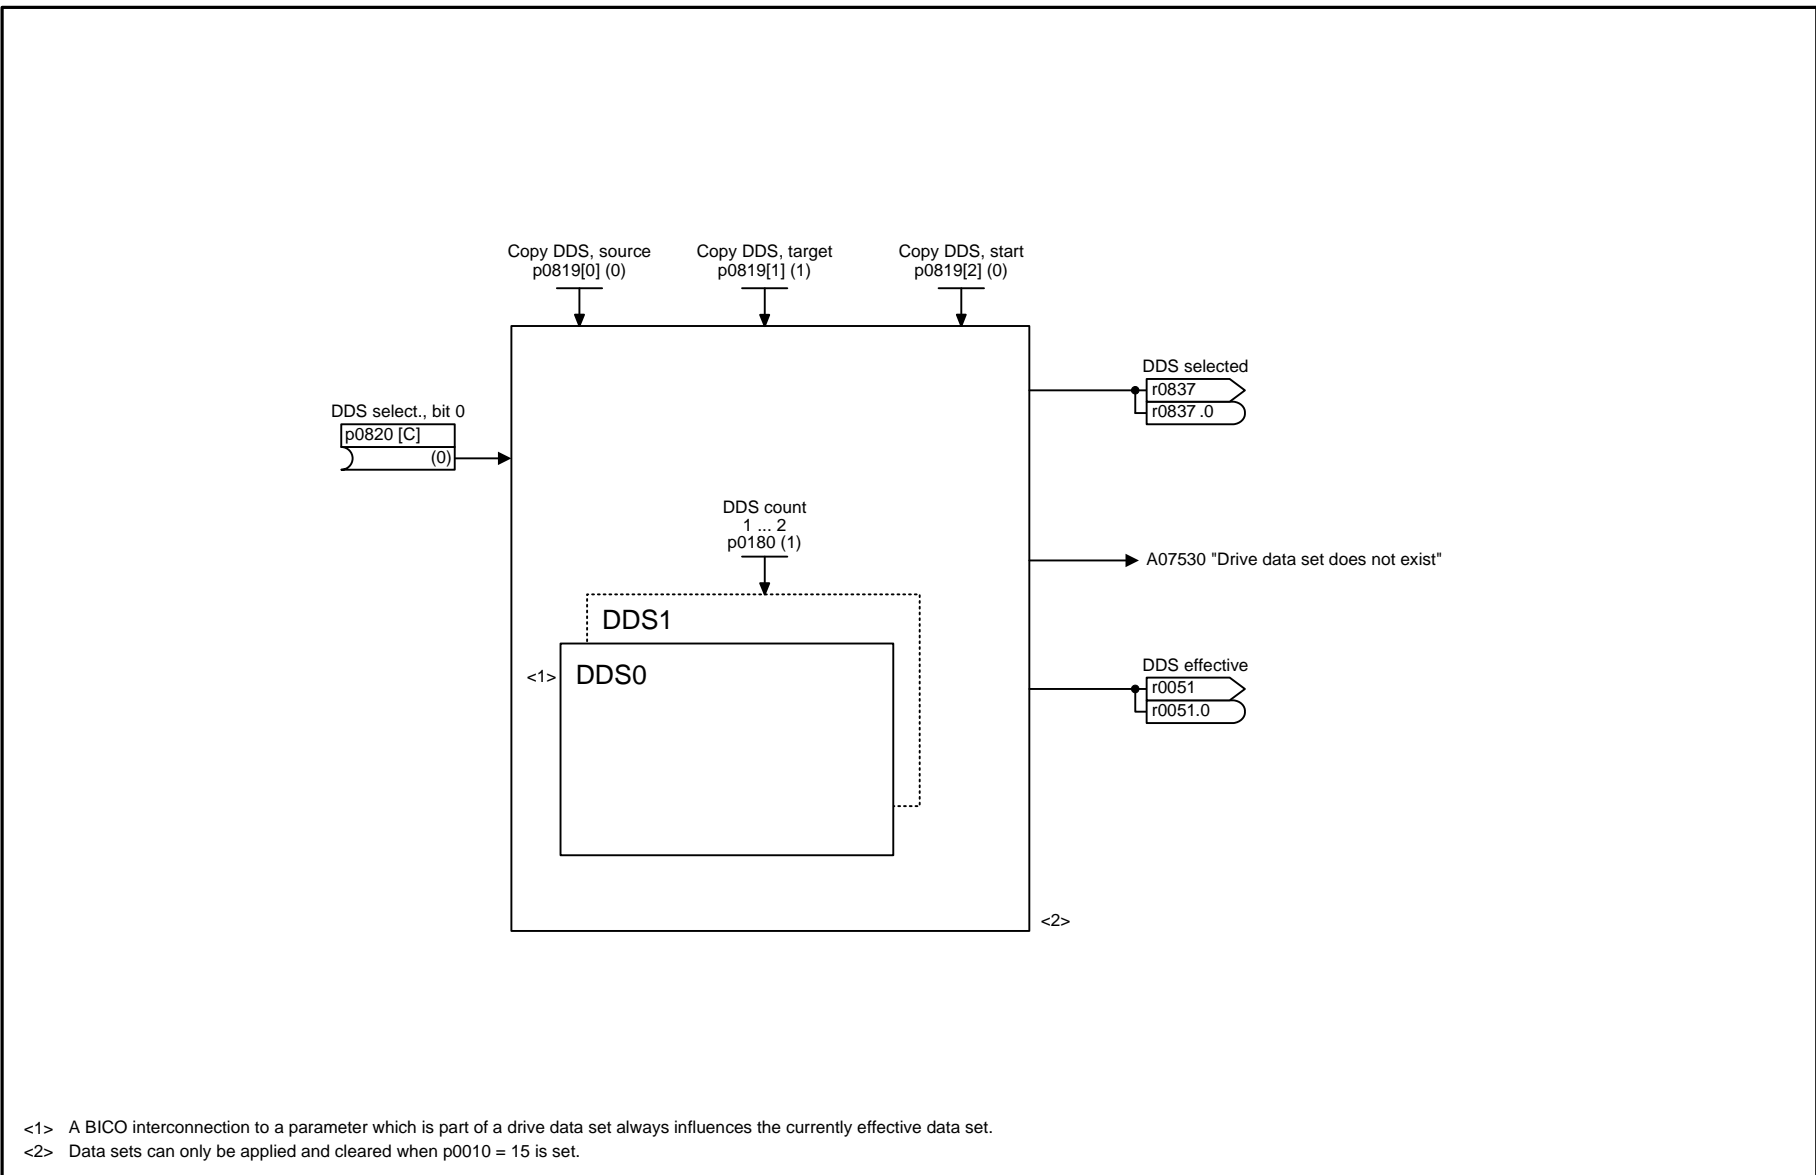 Copy DDS, source
p0819[0] (0)
Copy DDS, target
p0819[1] (1)
Copy DDS, start
p0819[2] (0)
DDS selected
r0837
r0837 .0
DDS select., bit 0
p0820 [C]
(0)
DDS count
1 ... 2
p0180 (1)
A07530 "Drive data set does not exist"
DDS1
<1>
DDS0
DDS effective
r0051
r0051.0
<2>
<1> A BICO interconnection to a parameter which is part of a drive data set always influences the currently effective data set.
<2> Data sets can only be applied and cleared when p0010 = 15 is set.